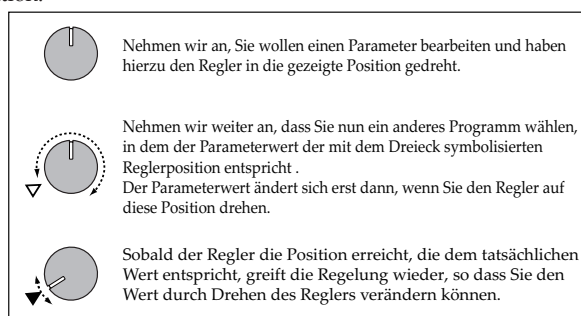 Nehmen wir an, Sie wollen einen Parameter bearbeiten und haben
hierzu den Regler in die gezeigte Position gedreht.
Nehmen wir weiter an, dass Sie nun ein anderes Programm wählen,
in dem der Parameterwert der mit dem Dreieck symbolisierten
Reglerposition entspricht .
Der Parameterwert ändert sich erst dann, wenn Sie den Regler auf
diese Position drehen.
Sobald der Regler die Position erreicht, die dem tatsächlichen
Wert entspricht, greift die Regelung wieder, so dass Sie den
Wert durch Drehen des Reglers verändern können.